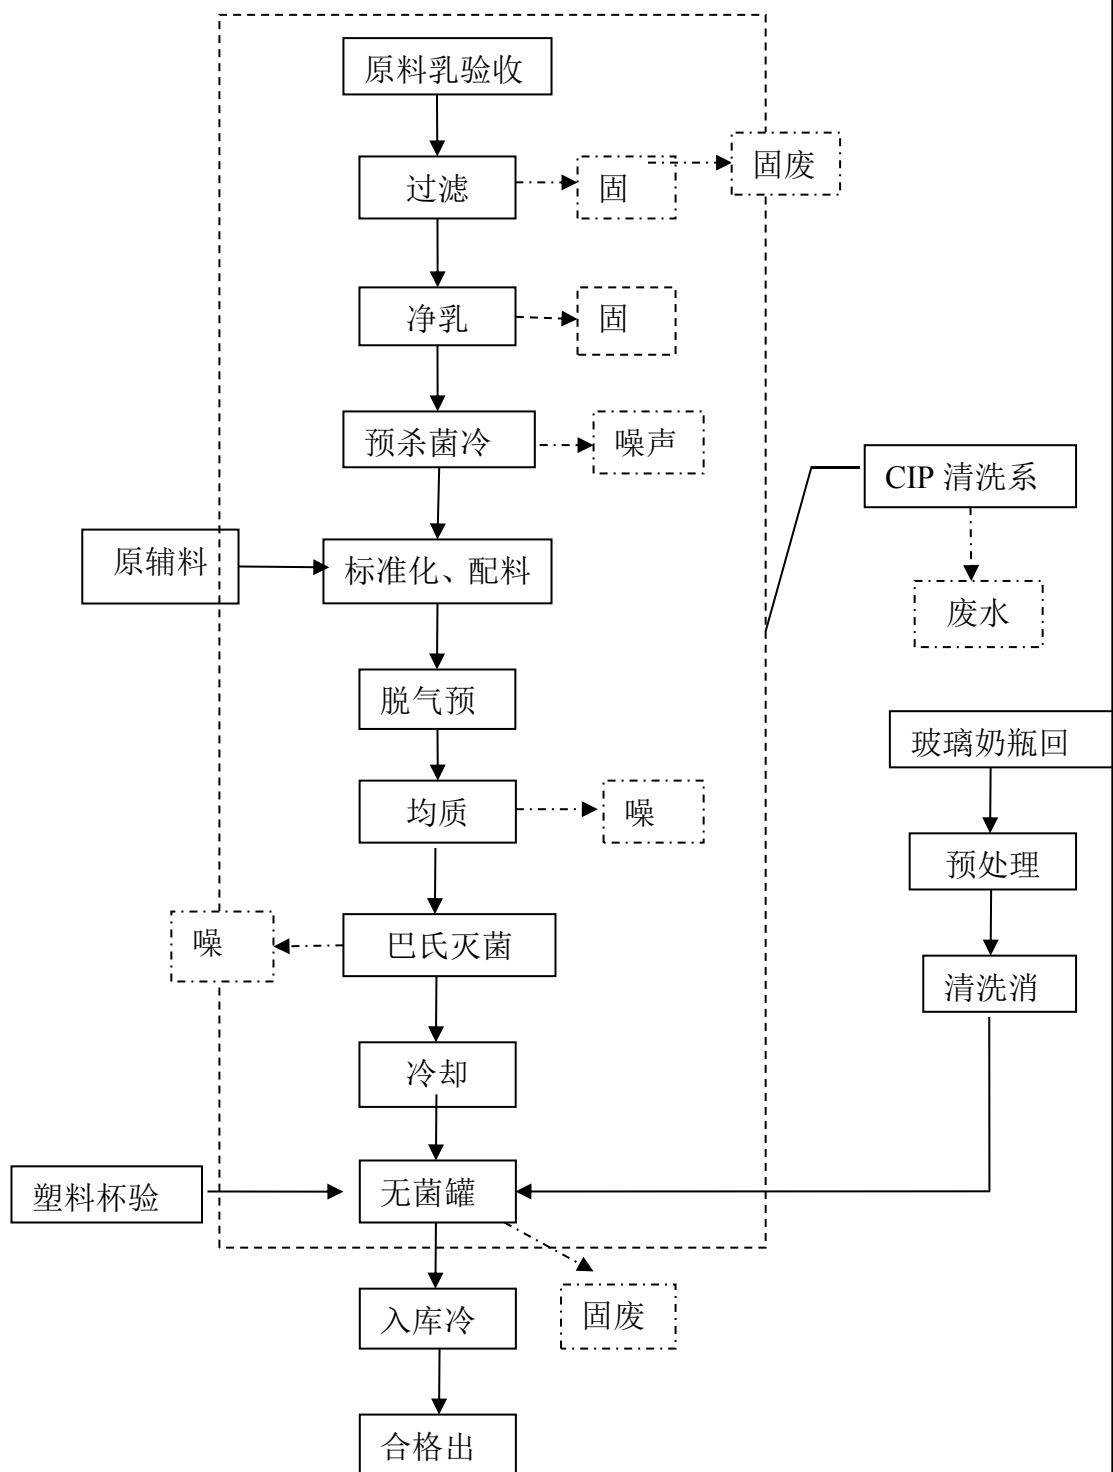 原料乳验收
过滤
固
固废
净乳
固
预杀菌冷
噪声
CIP 清洗系
原辅料
标准化、配料
废水
脱气预
玻璃奶瓶回
均质
噪
预处理
噪
巴氏灭菌
清洗消
冷却
塑料杯验
无菌罐
入库冷
固废
合格出